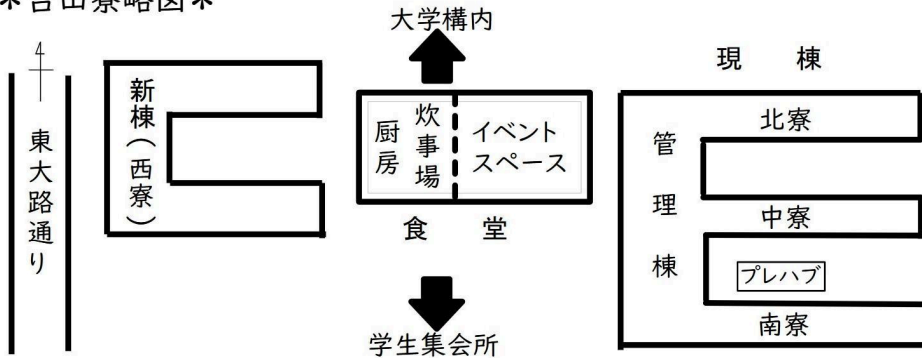 *吉田寮略図*
大学構内
現棟
新棟(西寮)
東大路通り
厨房
炊事場
イベント
スペース
食堂
学生集会所
管理棟
北寮
中寮
プレハブ
南寮